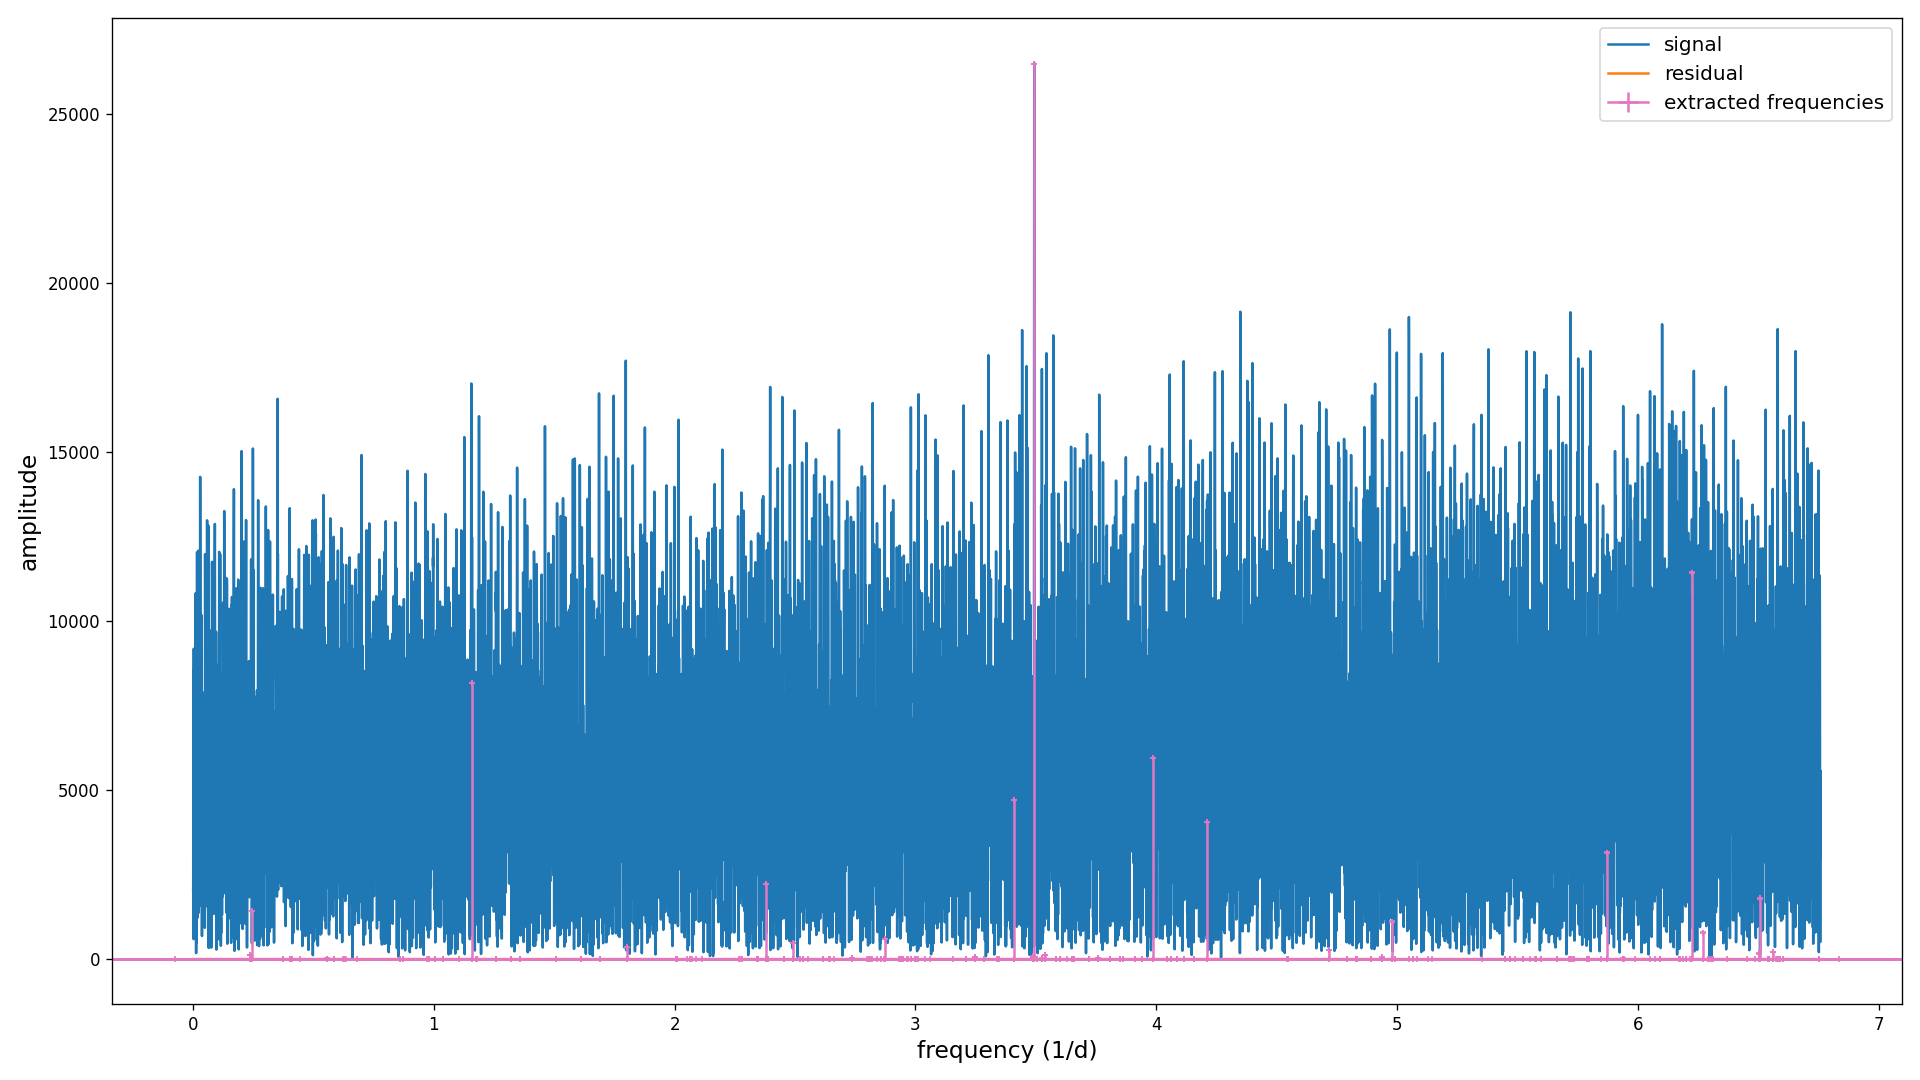 signal
residual
extracted frequencies
25000
20000
15000
10000
5000
0
amplitude
0 1 2 3 4 5 6 7
frequency (1/d)